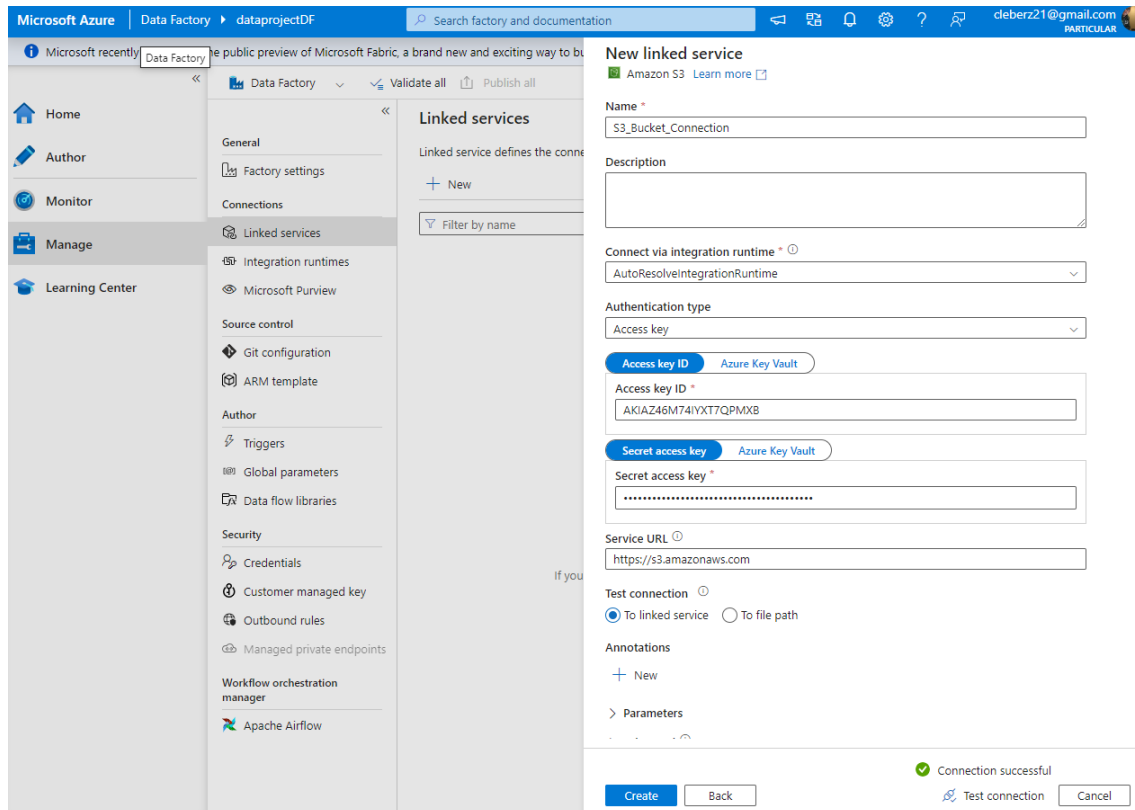 Microsoft Azure
Data Factory
dataprojectDF
Search factory and documentation
cleberz21@gmail.com
PARTICULAR
Microsoft recently
he public preview of Microsoft Fabric, a brand new and exciting way to bu
Data Factory
Home
Author
Monitor
Manage
Learning Center
Data Factory
Validate all
Publish all
General
Factory settings
Connections
Linked services
Integration runtimes
Microsoft Purview
Source control
Git configuration
ARM template
Author
Triggers
Global parameters
Data flow libraries
Security
Credentials
Customer managed key
Outbound rules
Managed private endpoints
Workflow orchestration
manager
Apache Airflow
Linked services
Linked service defines the conne
New
Filter by name
If you
New linked service
Amazon S3 Learn more
Name *
S3_Bucket_Connection
Description
Connect via integration runtime *
AutoResolveIntegrationRuntime
Authentication type
Access key
Access key ID Azure Key Vault
Access key ID *
AKIAZ46M74IYXT7QPMXB
Secret access key Azure Key Vault
Secret access key *
••••••••••••••••••••••••••••••••••••••••
Service URL
https://s3.amazonaws.com
Test connection
To linked service To file path
Annotations
New
Parameters
Connection successful
Create Back Test connection Cancel